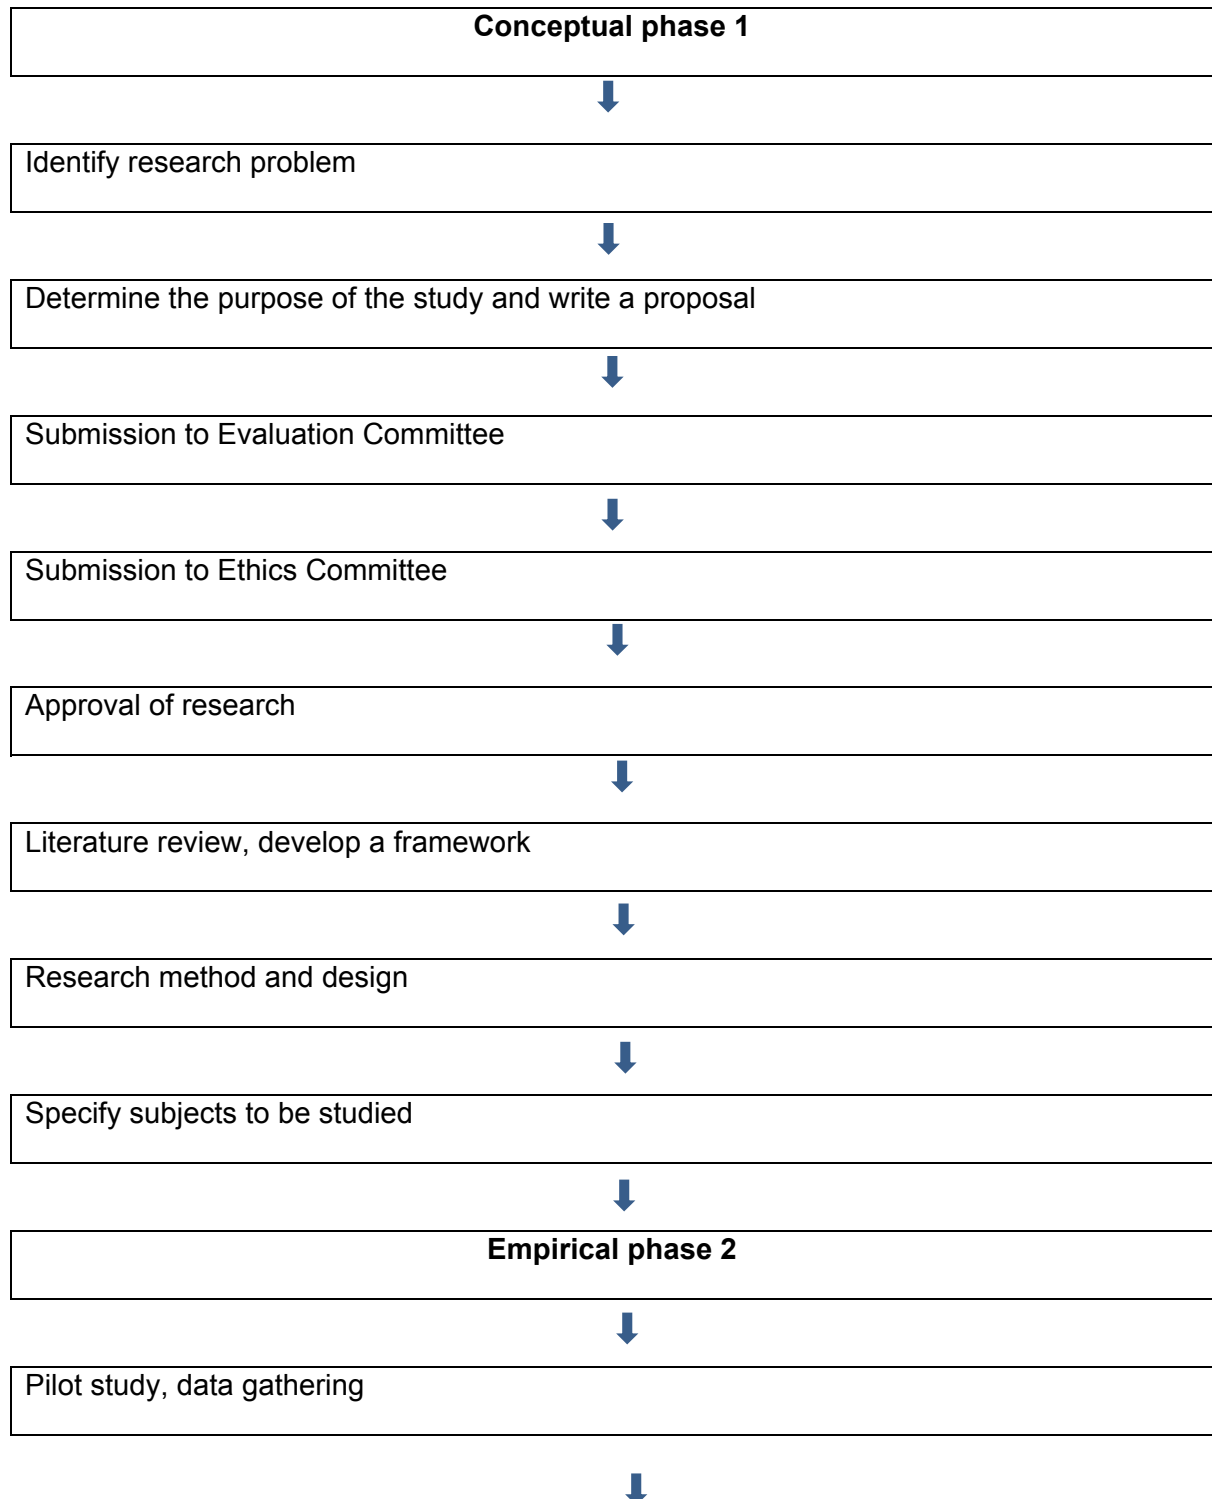 Conceptual phase 1
Identify research problem
Determine the purpose of the study and write a proposal
Submission to Evaluation Committee
Submission to Ethics Committee
Approval of research
Literature review, develop a framework
Research method and design
Specify subjects to be studied
Empirical phase 2
Pilot study, data gathering